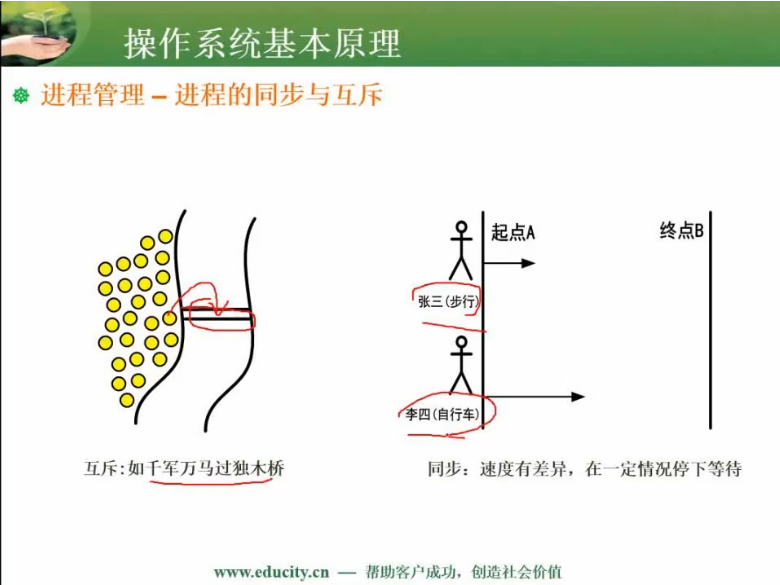 操作系统基本原理
进程管理 – 进程的同步与互斥
起点A
终点B
张三(步行)
李四(自行车)
互斥:如千军万马过独木桥
同步：速度有差异，在一定情况停下等待
www.educity.cn — 帮助客户成功，创造社会价值